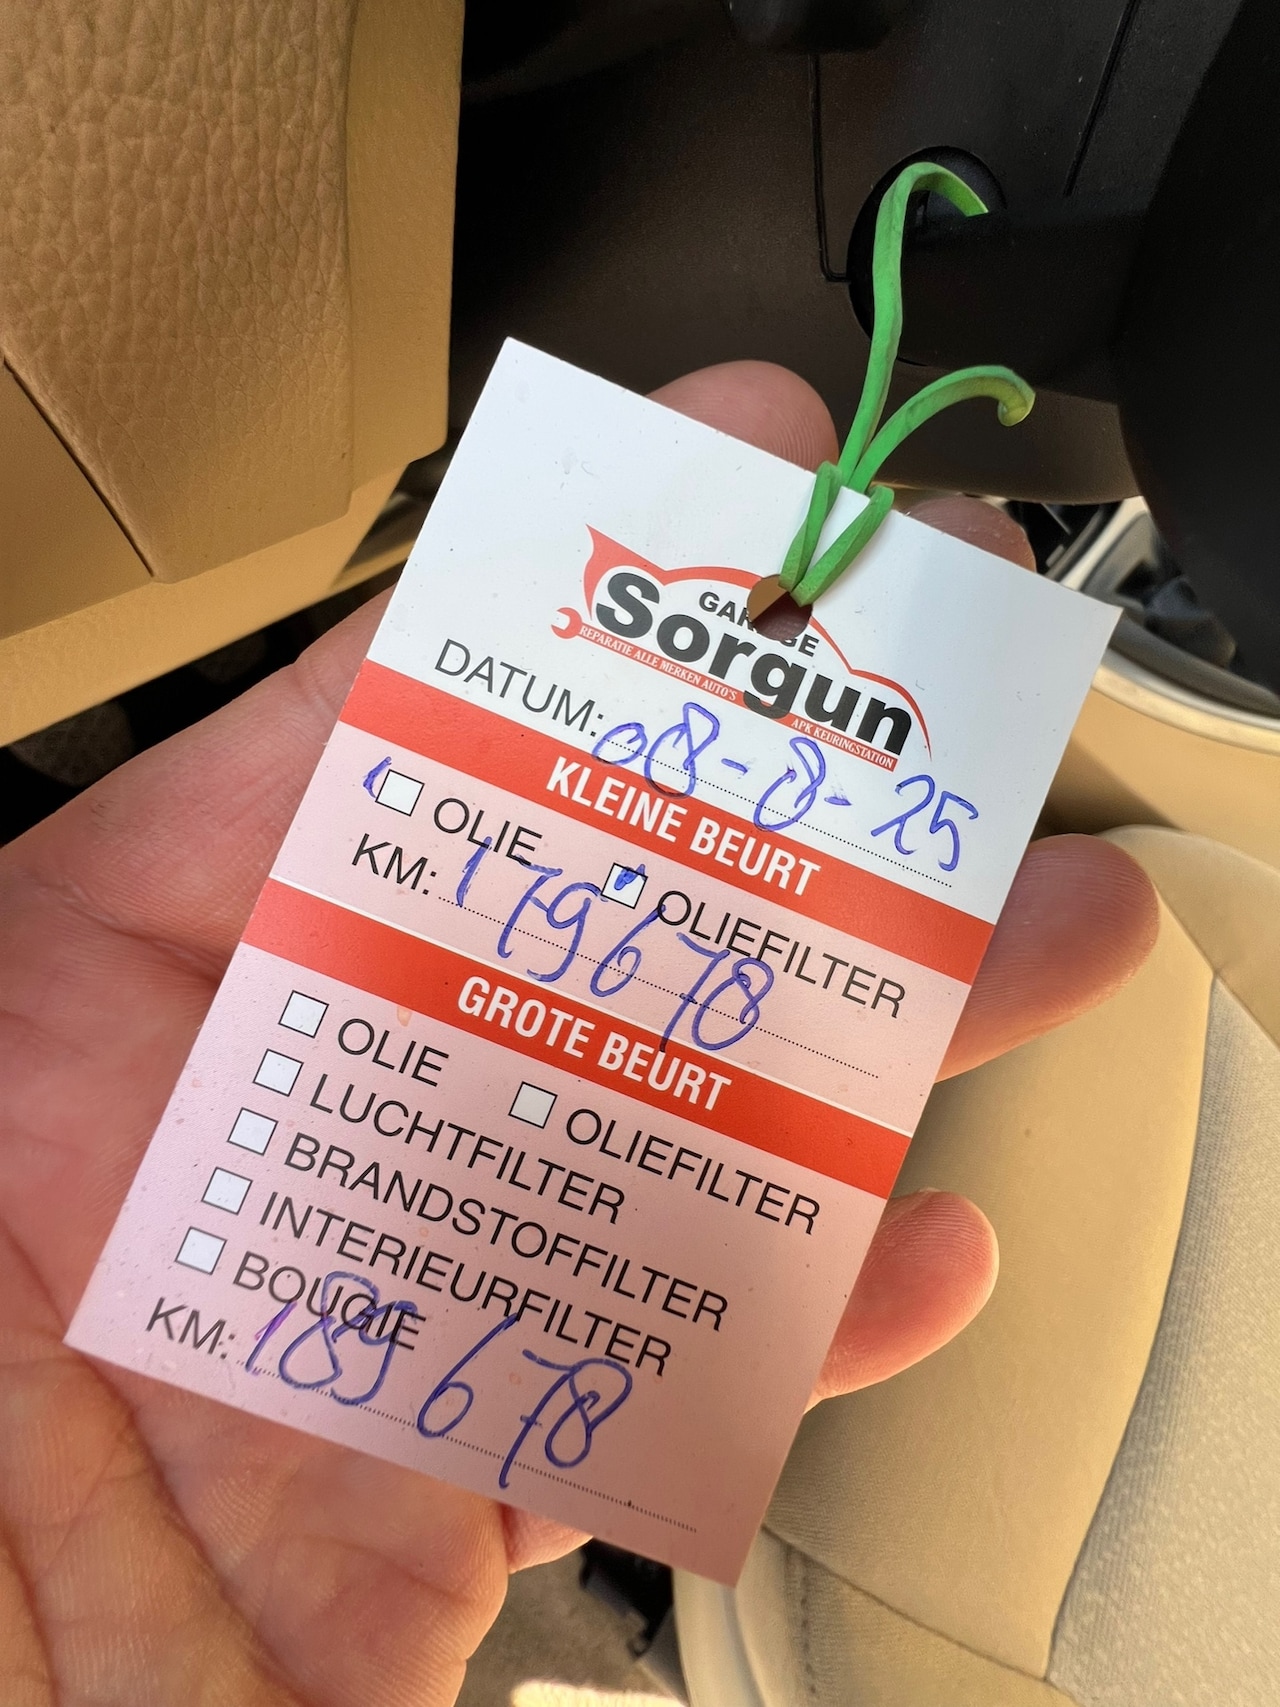 GARAGE
Sorgun
REPARATIE ALLE MERKEN AUTO'S
APK KEURINGSTATION
DATUM: 08-8-25
KLEINE BEURT
OLIE OLIEFILTER
KM: 179678
GROTE BEURT
OLIE OLIEFILTER
LUCHTFILTER
BRANDSTOFFILTER
INTERIEURFILTER
BOUGIE
KM: 189678